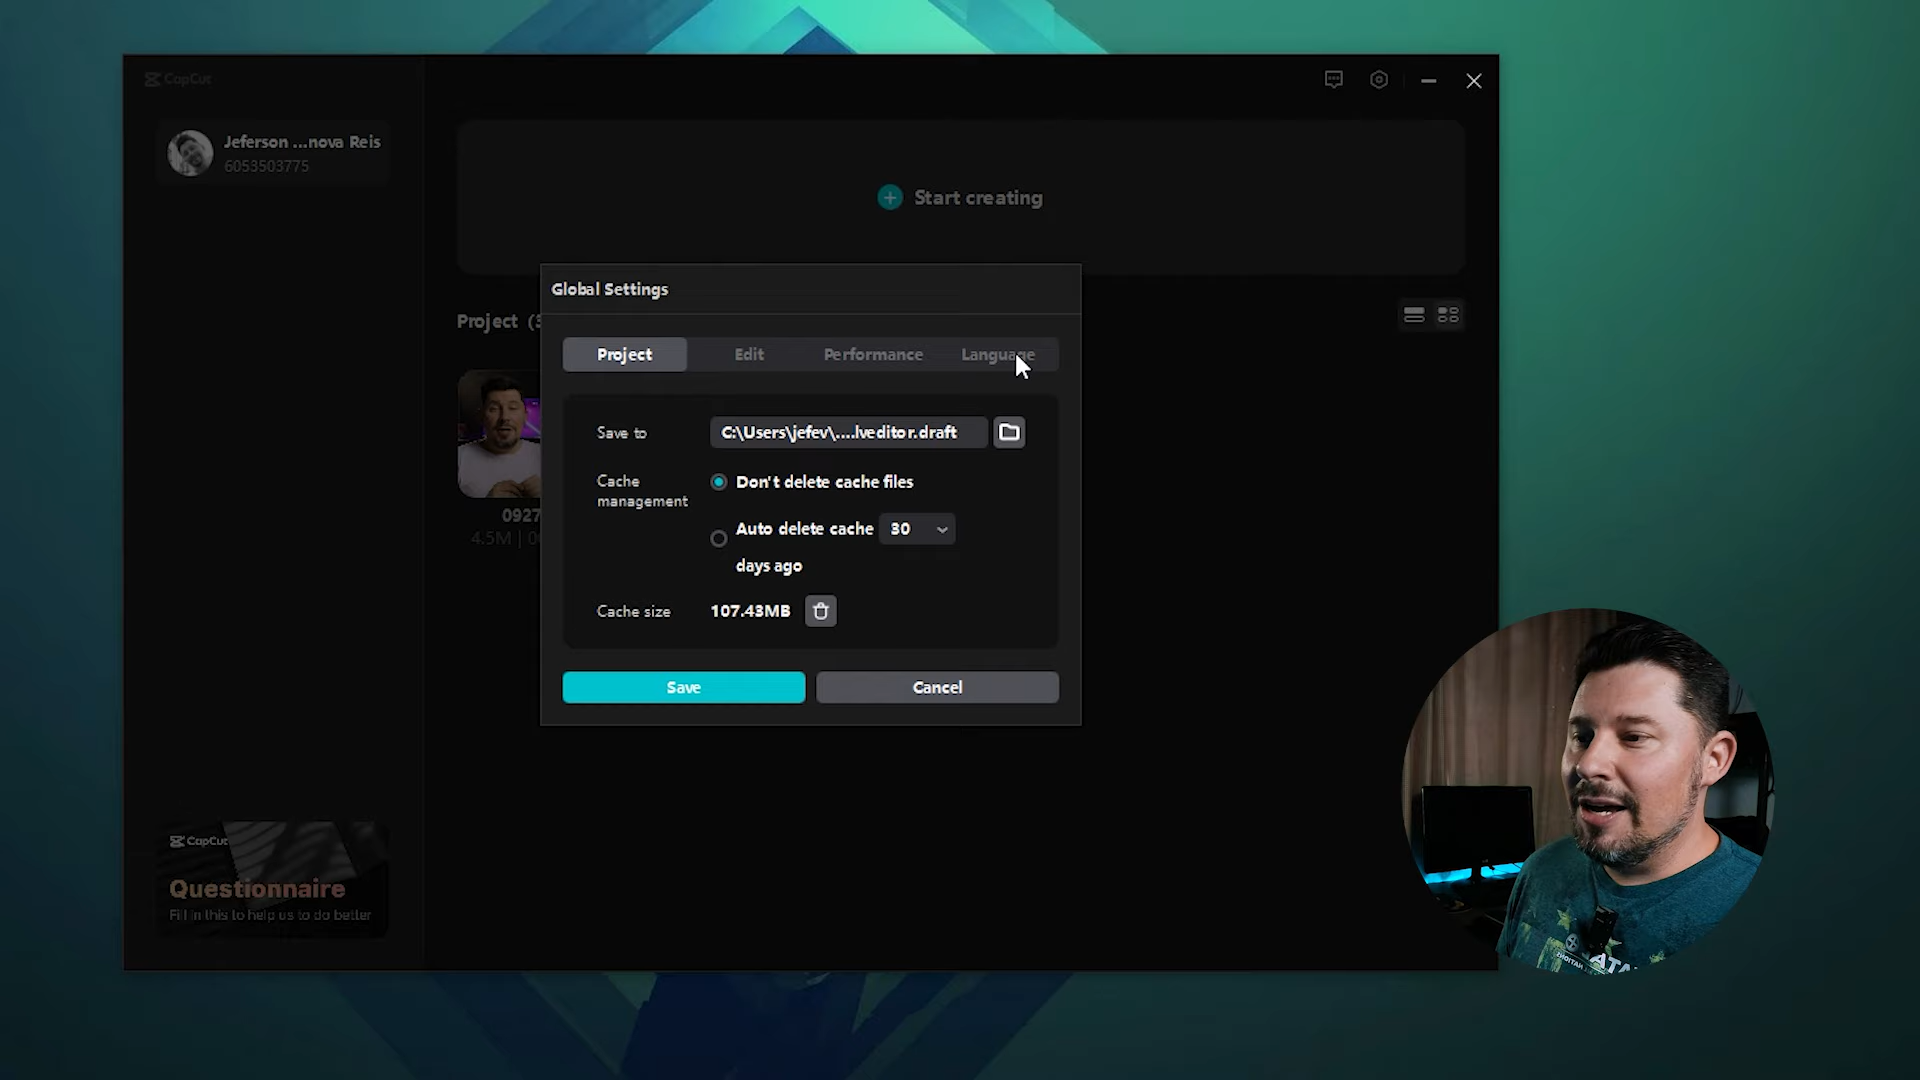 CapCut
Jeferson ...nova Reis
6053503775
Start creating
Global Settings
Project
Project Edit Performance Language
Save to C:\Users\jefev\....lveditor.draft
Cache management
Don't delete cache files
Auto delete cache 30
days ago
Cache size 107.43MB
Save Cancel
0927
4.5M
CapCut
Questionnaire
Fill in this to help us to do better